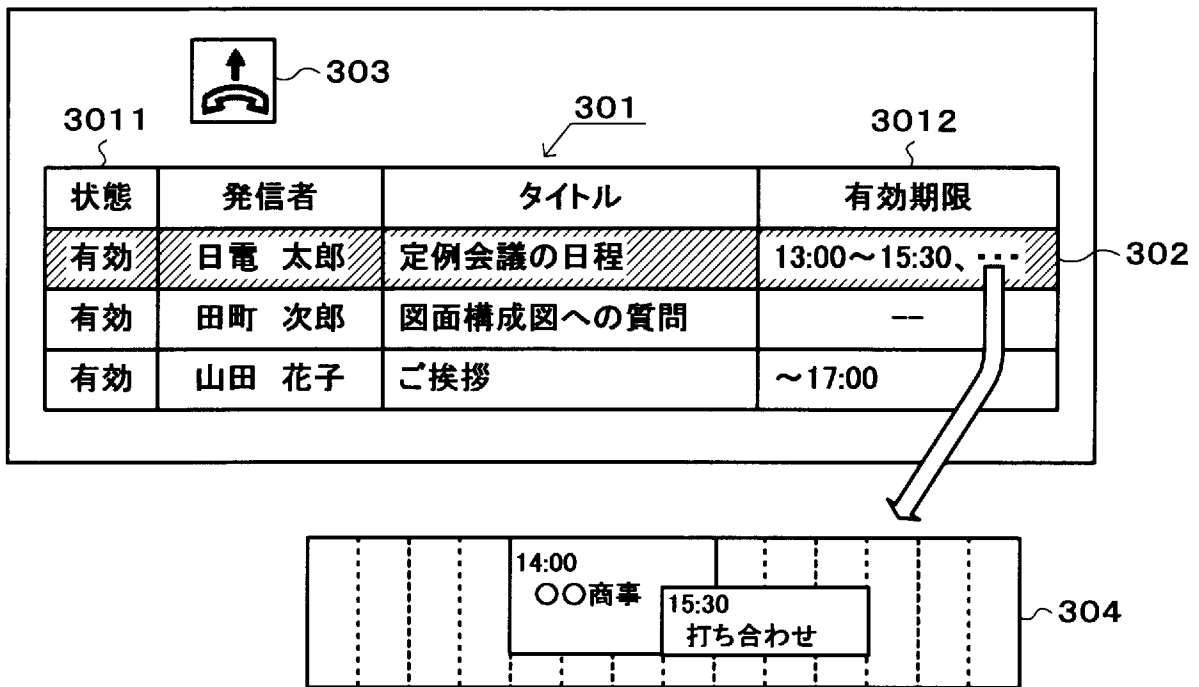 303
3011
301
3012
状態 発信者 タイトル 有効期限
有効 日電 太郎 定例会議の日程 13:00～15:30、･･･
302
有効 田町 次郎 図面構成図への質問 --
有効 山田 花子 ご挨拶 ～17:00
14:00
○○商事
15:30
打ち合わせ
304